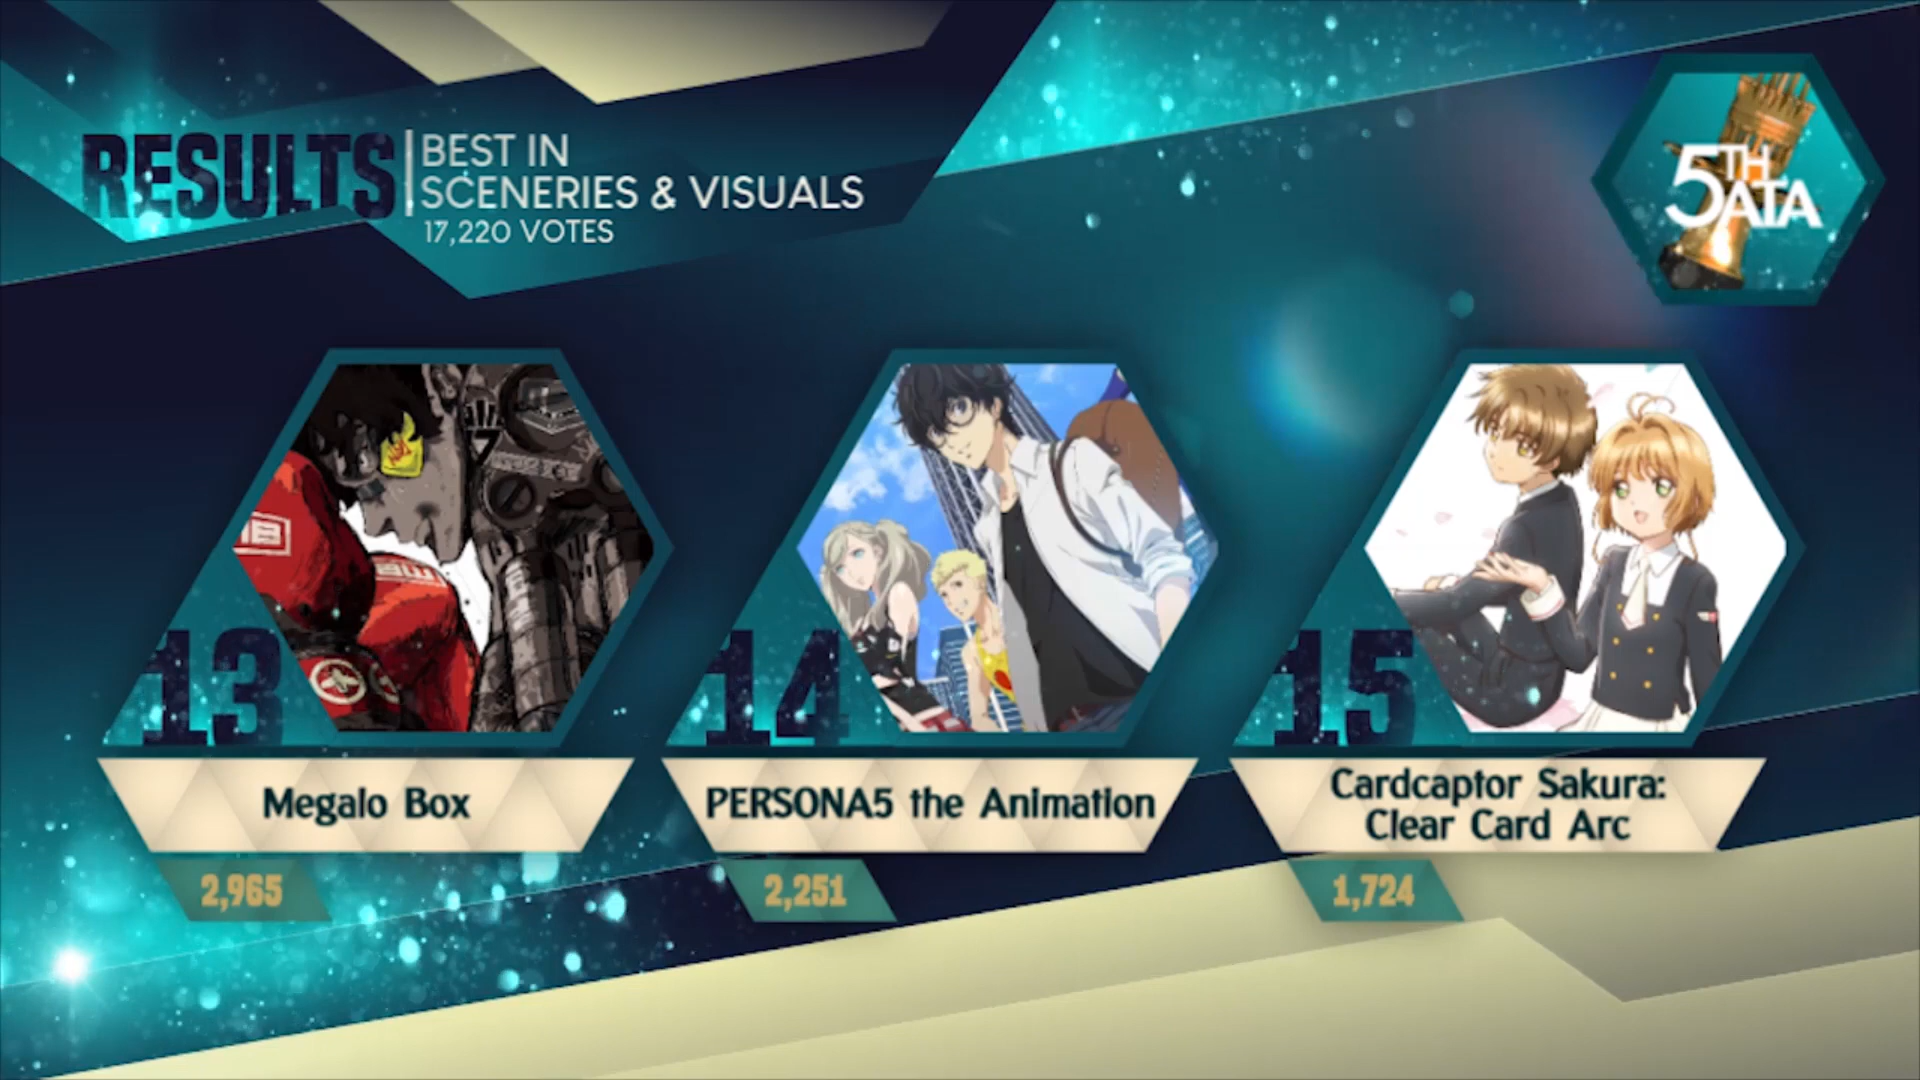 RESULTS
BEST IN
SCENERIES & VISUALS
17,220 VOTES
5TH
ATA
13
14
15
Megalo Box
PERSONA5 the Animation
Cardcaptor Sakura:
Clear Card Arc
2,965
2,251
1,724